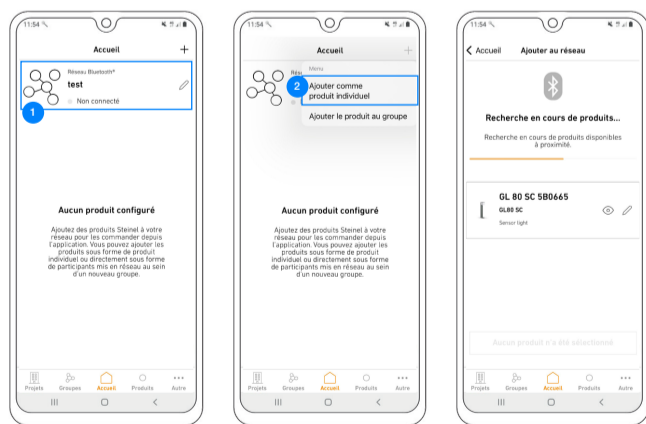 11:54
Accueil
+
Réseau Bluetooth®
test
Non connecté
1
Aucun produit configuré
Ajoutez des produits Steinel à votre
réseau pour les commander depuis
l'application. Vous pouvez ajouter les
produits sous forme de produit
individuel ou directement sous forme
de participants mis en réseau au sein
d'un nouveau groupe.
Projets Groupes Accueil Produits Autre
11:54
Accueil
+
Menu
2
Ajouter comme
produit individuel
Ajouter le produit au groupe
Aucun produit configuré
Ajoutez des produits Steinel à votre
réseau pour les commander depuis
l'application. Vous pouvez ajouter les
produits sous forme de produit
individuel ou directement sous forme
de participants mis en réseau au sein
d'un nouveau groupe.
Projets Groupes Accueil Produits Autre
11:54
Accueil Ajouter au réseau
Recherche en cours de produits...
Recherche en cours de produits disponibles
à proximité.
GL 80 SC 5B0665
GL80 SC
Sensor light
Aucun produit n'a été sélectionné
Projets Groupes Accueil Produits Autre